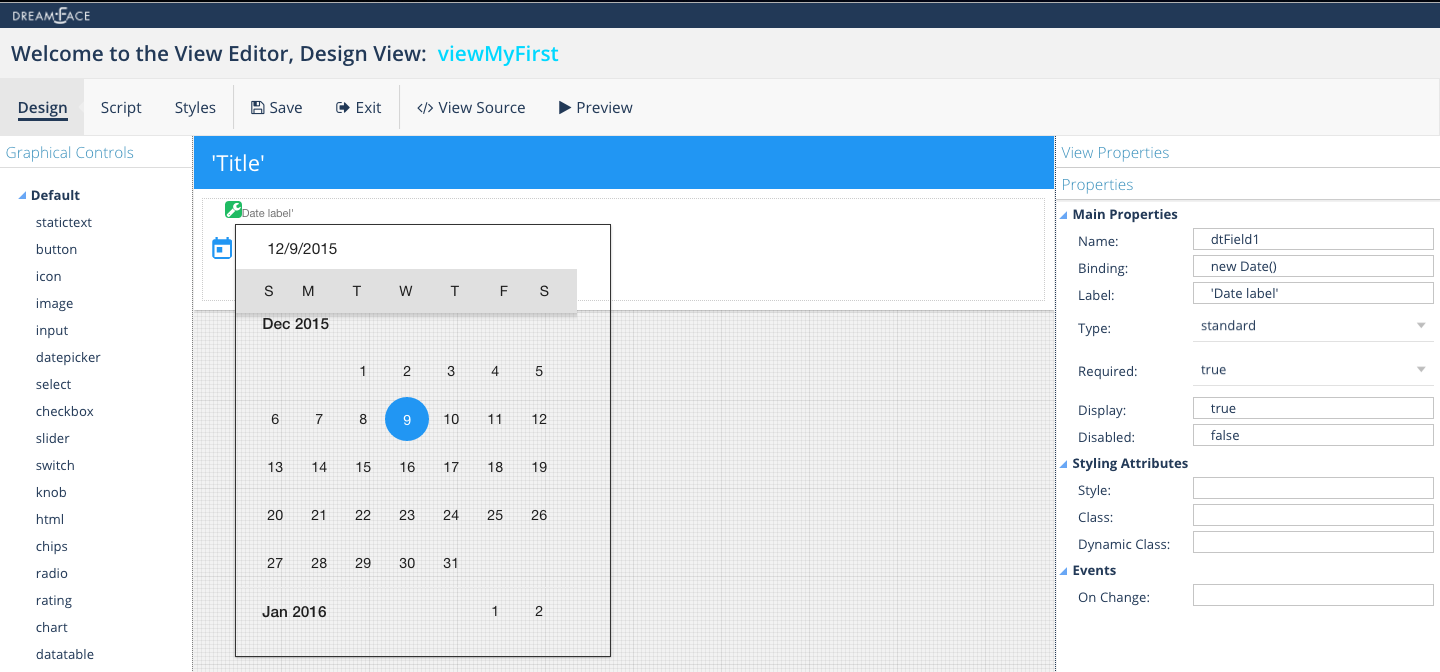 DREAMFACE
Welcome to the View Editor, Design View: viewMyFirst
Design Script Styles Save Exit </> View Source Preview
Graphical Controls
Default
statictext
button
icon
image
input
datepicker
select
checkbox
slider
switch
knob
html
chips
radio
rating
chart
datatable
'Title'
Date label'
12/9/2015
S M T W T F S
Dec 2015
1 2 3 4 5
6 7 8 9 10 11 12
13 14 15 16 17 18 19
20 21 22 23 24 25 26
27 28 29 30 31
Jan 2016 1 2
View Properties
Properties
Main Properties
Name: dtField1
Binding: new Date()
Label: 'Date label'
Type: standard
Required: true
Display: true
Disabled: false
Styling Attributes
Style:
Class:
Dynamic Class:
Events
On Change: